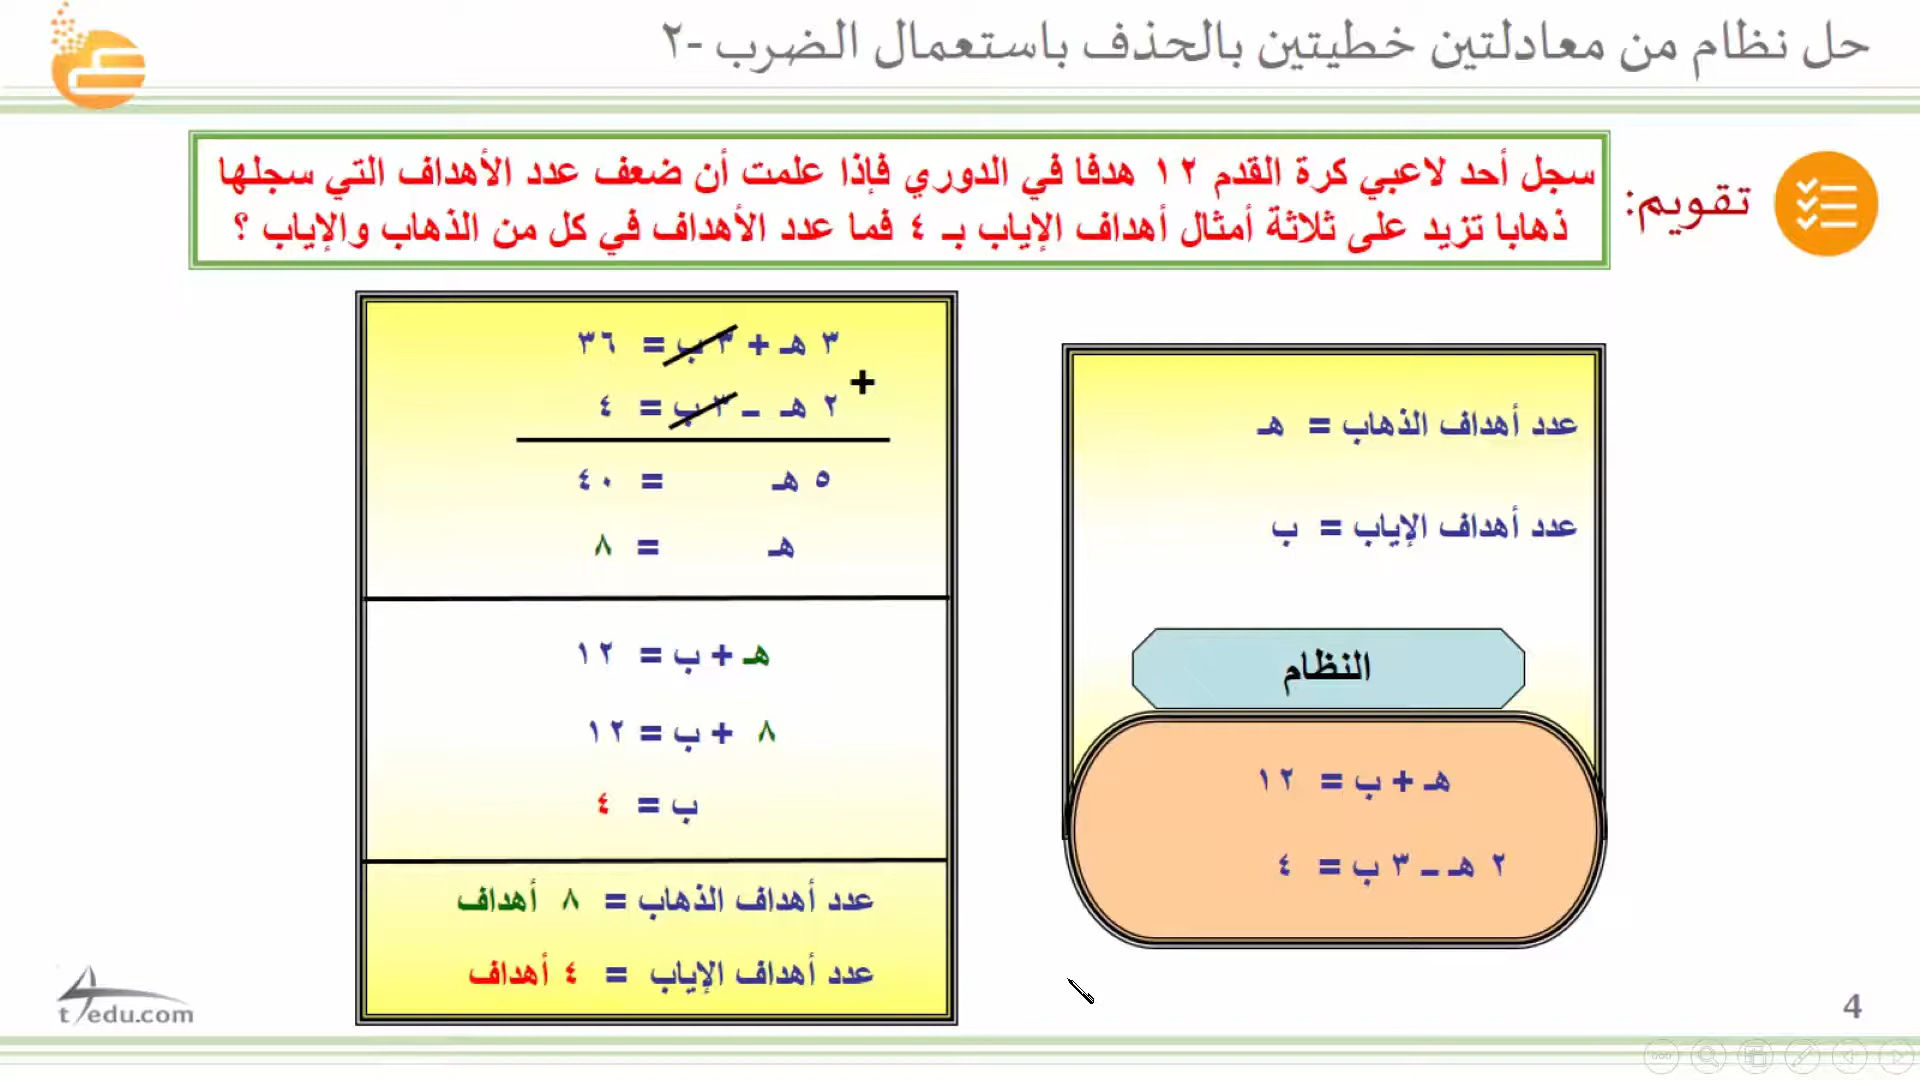 حل نظام من معادلتين خطيتين بالحذف باستعمال الضرب -٢
تقويم:
سجل أحد لاعبي كرة القدم ١٢ هدفا في الدوري فإذا علمت أن ضعف عدد الأهداف التي سجلها
ذهابا تزيد على ثلاثة أمثال أهداف الإياب بـ ٤ فما عدد الأهداف في كل من الذهاب والإياب ؟
عدد أهداف الذهاب = هـ
عدد أهداف الإياب = ب
النظام
هـ + ب = ١٢
٢ هـ – ٣ ب = ٤
٣ هـ + ٣ ب = ٣٦
+
٢ هـ – ٣ ب = ٤
٥ هـ = ٤٠
هـ = ٨
هـ + ب = ١٢
٨ + ب = ١٢
ب = ٤
عدد أهداف الذهاب = ٨ أهداف
عدد أهداف الإياب = ٤ أهداف
t4edu.com
4